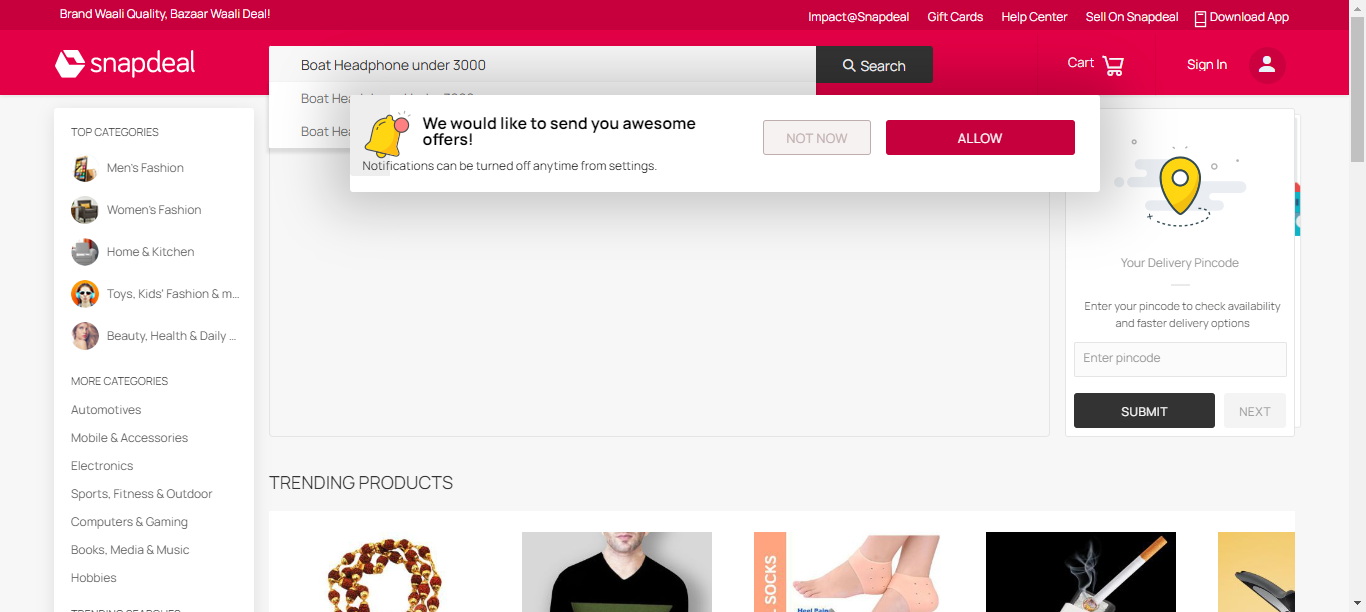 Brand Waali Quality, Bazaar Waali Deal!
Impact@Snapdeal Gift Cards Help Center Sell On Snapdeal Download App
snapdeal
Boat Headphone under 3000
Search
Cart
Sign In
Boat Hea
Boat Hea
We would like to send you awesome
offers!
Notifications can be turned off anytime from settings.
NOT NOW
ALLOW
TOP CATEGORIES
Men's Fashion
Women's Fashion
Home & Kitchen
Toys, Kids' Fashion & m...
Beauty, Health & Daily ...
MORE CATEGORIES
Automotives
Mobile & Accessories
Electronics
Sports, Fitness & Outdoor
Computers & Gaming
Books, Media & Music
Hobbies
TRENDING SEARCHES
Your Delivery Pincode
Enter your pincode to check availability
and faster delivery options
Enter pincode
SUBMIT
NEXT
TRENDING PRODUCTS
SOCKS
Heel Pain